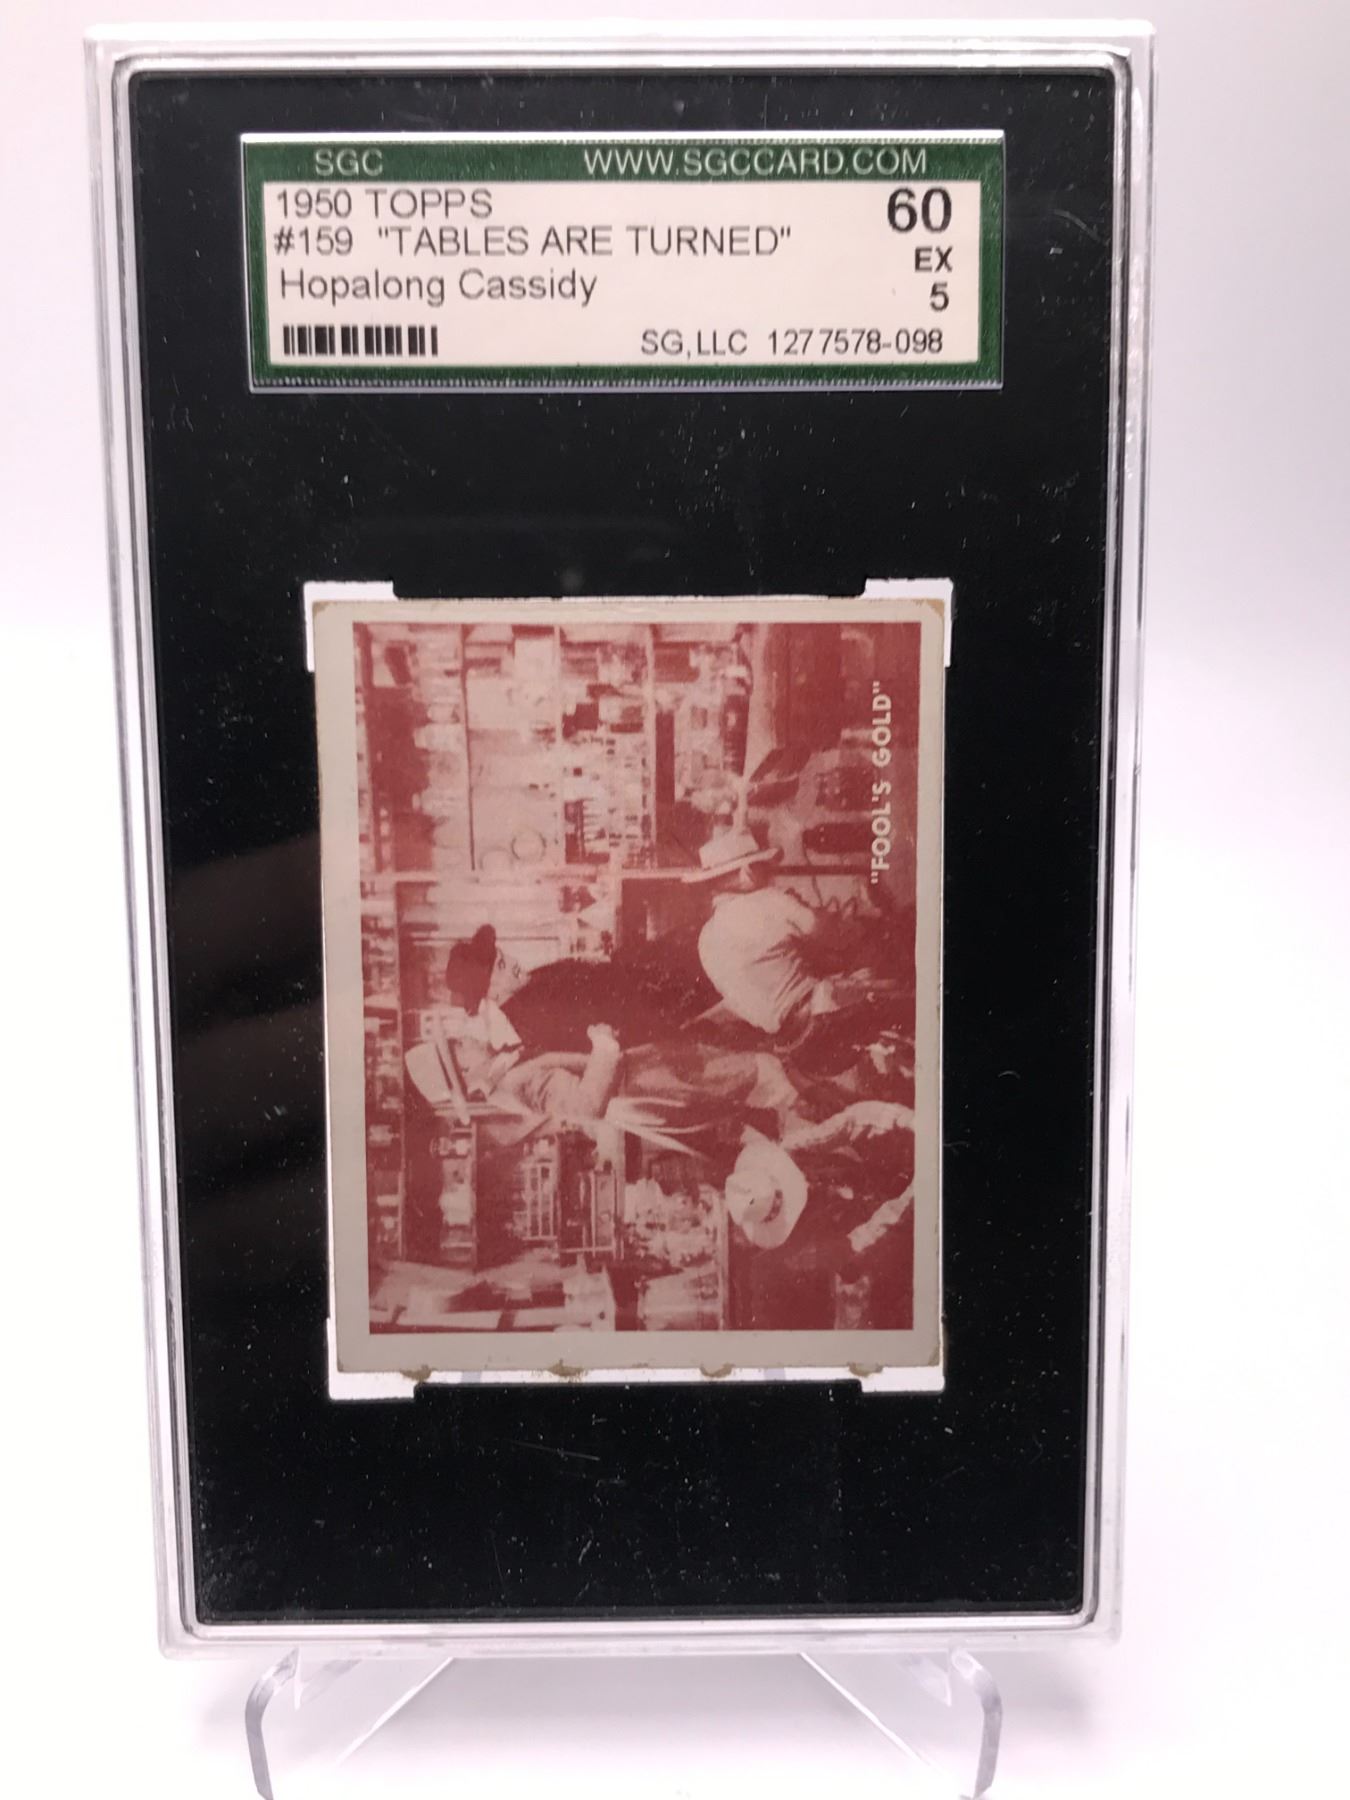 SGC WWW.SGCCARD.COM
1950 TOPPS 60
#159 "TABLES ARE TURNED" EX
Hopalong Cassidy 5
SG,LLC 1277578-098
"FOOL'S GOLD"